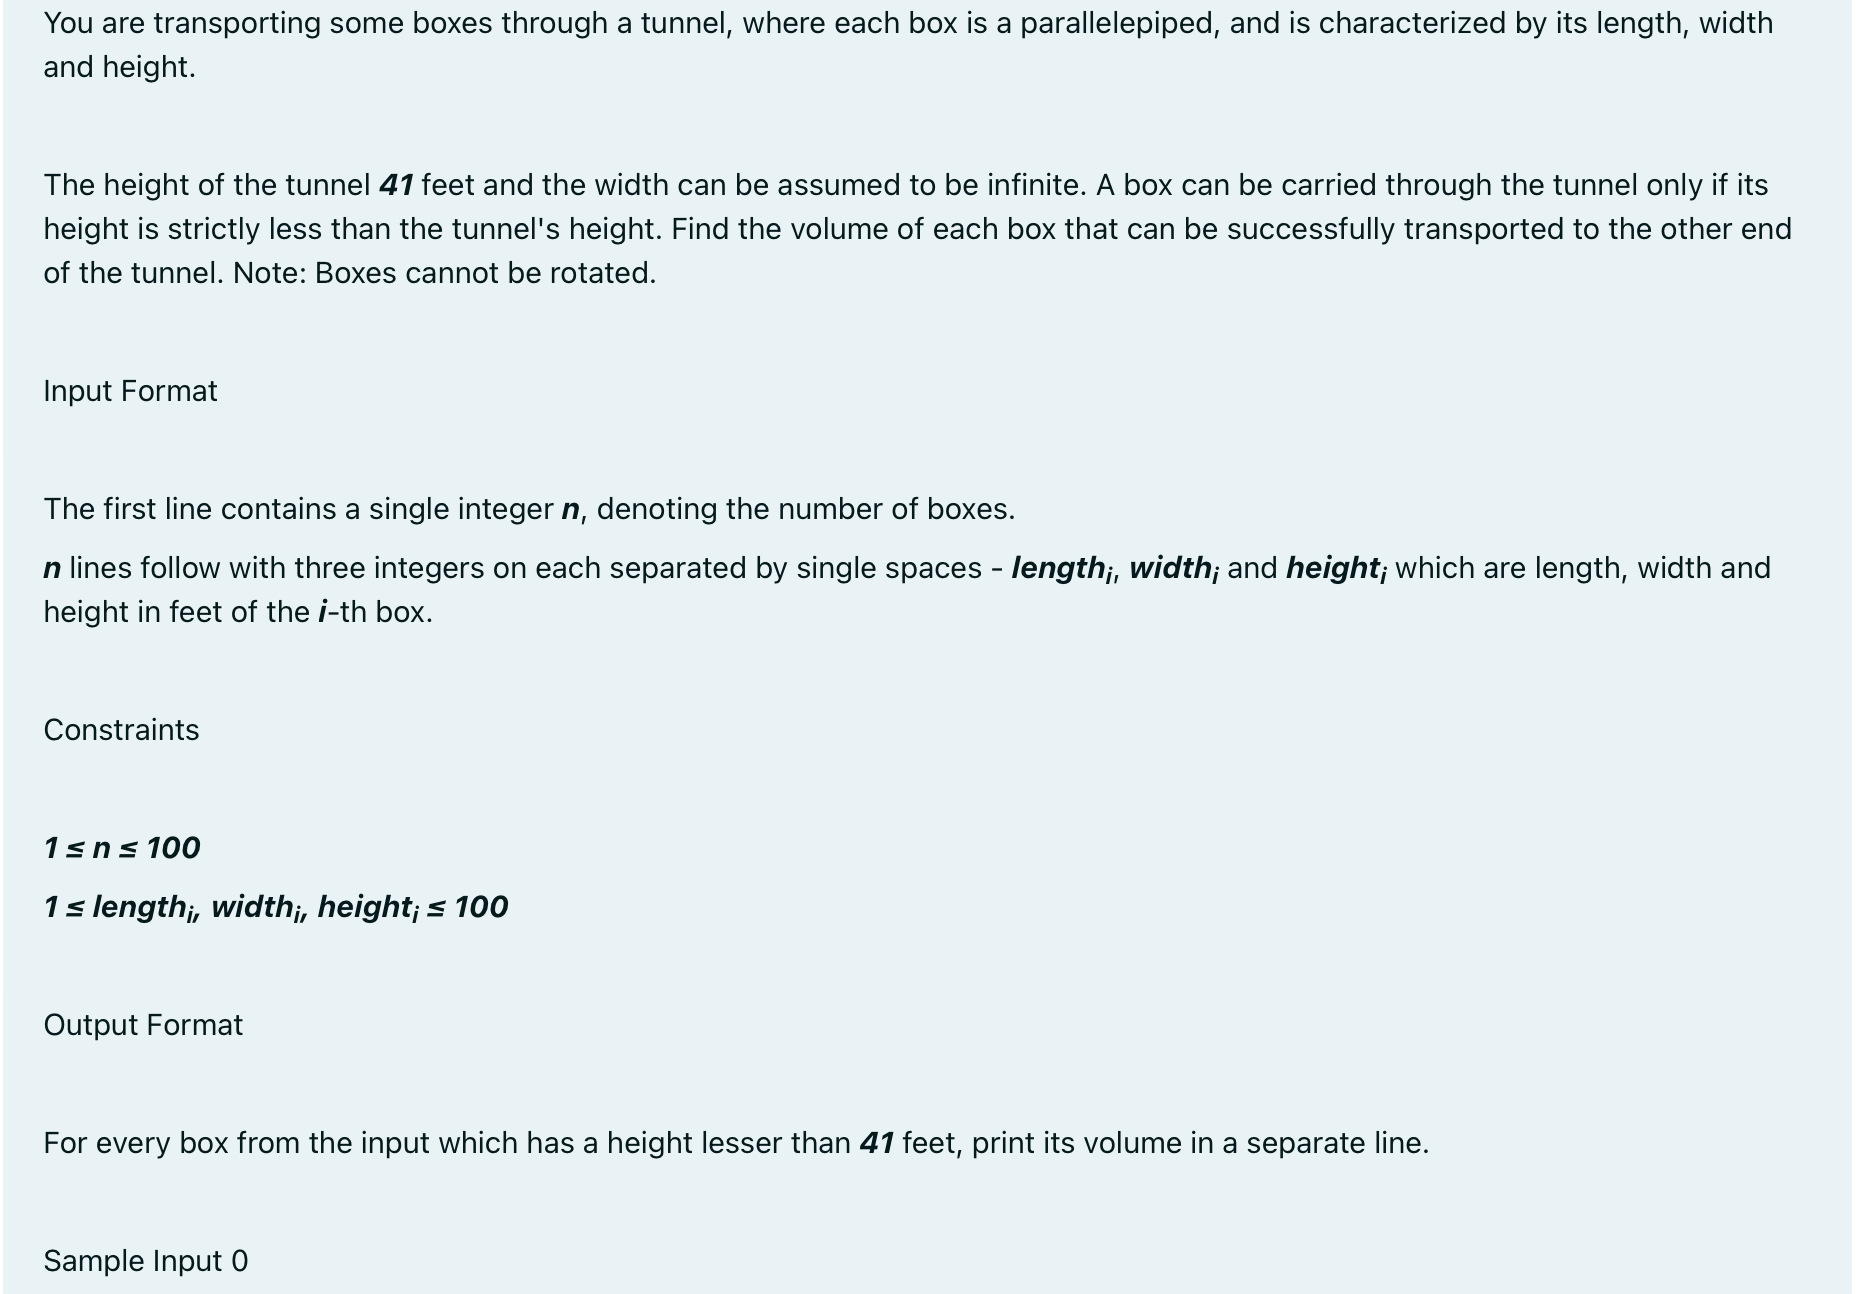 You are transporting some boxes through a tunnel, where each box is a parallelepiped, and is characterized by its length, width
and height.
The height of the tunnel 41 feet and the width can be assumed to be infinite. A box can be carried through the tunnel only if its
height is strictly less than the tunnel's height. Find the volume of each box that can be successfully transported to the other end
of the tunnel. Note: Boxes cannot be rotated.
Input Format
The first line contains a single integer n, denoting the number of boxes.
n lines follow with three integers on each separated by single spaces - lengthi, widthi and heighti which are length, width and
height in feet of the i-th box.
Constraints
1 ≤ n ≤ 100
1 ≤ lengthi, widthi, heighti ≤ 100
Output Format
For every box from the input which has a height lesser than 41 feet, print its volume in a separate line.
Sample Input 0